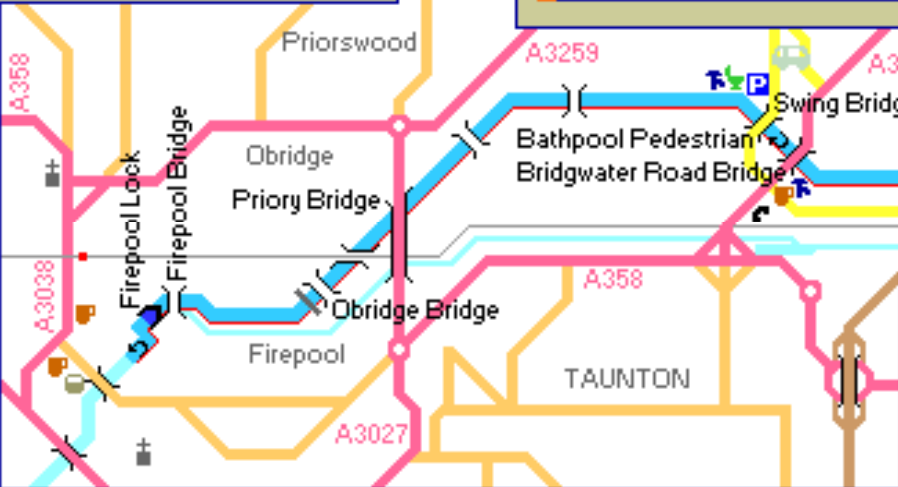 Priorswood
A3259
A358
A3
Swing Bridg
Bathpool Pedestrian
Bridgwater Road Bridge
Obridge
Firepool Lock
Firepool Bridge
Priory Bridge
A3038
A358
Obridge Bridge
Firepool
TAUNTON
A3027
P